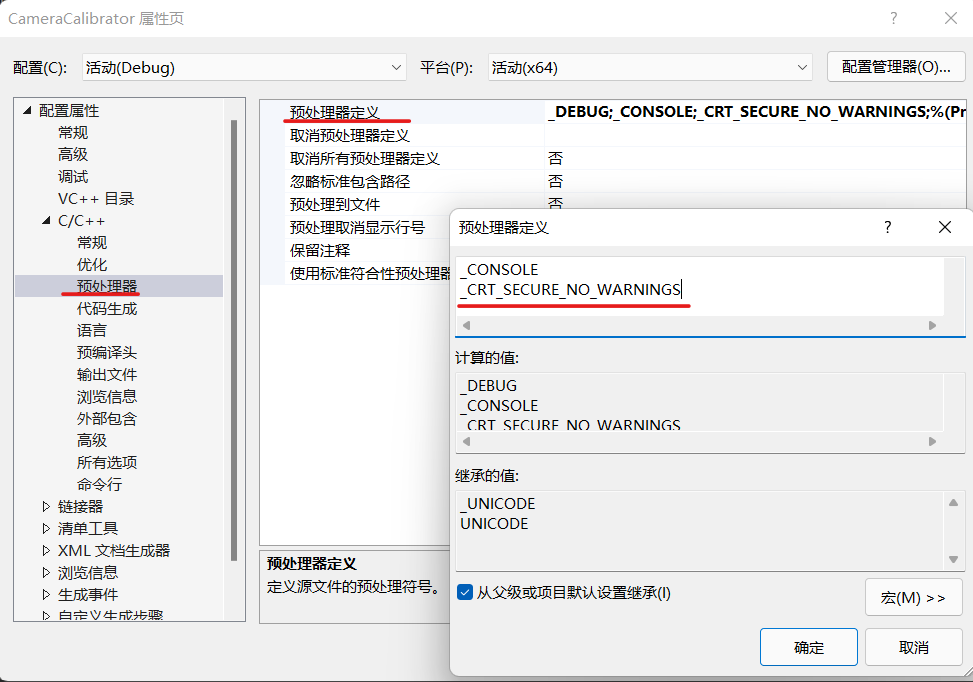 CameraCalibrator 属性页
配置(C): 活动(Debug) 平台(P): 活动(x64) 配置管理器(O)...
配置属性
常规
高级
调试
VC++ 目录
C/C++
常规
优化
预处理器
代码生成
语言
预编译头
输出文件
浏览信息
外部包含
高级
所有选项
命令行
链接器
清单工具
XML 文档生成器
浏览信息
生成事件
自定义生成步骤
预处理器定义 _DEBUG;_CONSOLE;_CRT_SECURE_NO_WARNINGS;%(Pr
取消预处理器定义
取消所有预处理器定义 否
忽略标准包含路径 否
预处理到文件 否
预处理取消显示行号
保留注释
使用标准符合性预处理器
预处理器定义
定义源文件的预处理符号。
预处理器定义 ?
_CONSOLE
_CRT_SECURE_NO_WARNINGS
计算的值:
_DEBUG
_CONSOLE
_CRT_SECURE_NO_WARNINGS
继承的值:
_UNICODE
UNICODE
从父级或项目默认设置继承(I)
宏(M) >>
确定 取消